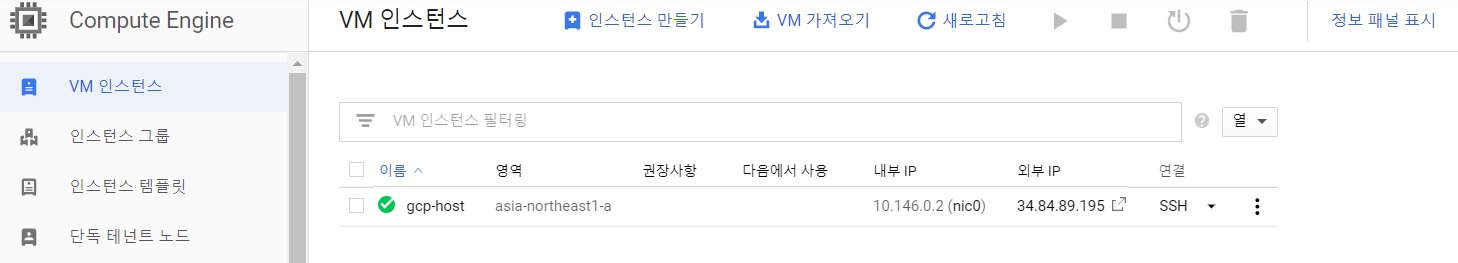 Compute Engine
VM 인스턴스
인스턴스 그룹
인스턴스 템플릿
단독 테넌트 노드
VM 인스턴스 인스턴스 만들기 VM 가져오기 새로고침 정보 패널 표시
VM 인스턴스 필터링 열
이름 영역 권장사항 다음에서 사용 내부 IP 외부 IP 연결
gcp-host asia-northeast1-a 10.146.0.2 (nic0) 34.84.89.195 SSH